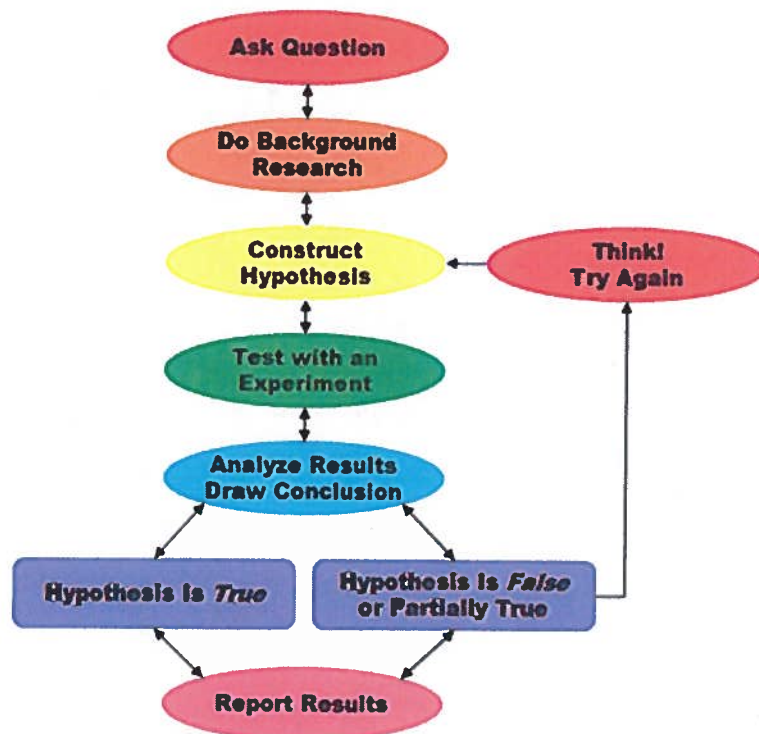 Ask Question
Do Background
Research
Construct
Hypothesis
Think!
Try Again
Test with an
Experiment
Analyze Results
Draw Conclusion
Hypothesis is True
Hypothesis is False
or Partially True
Report Results